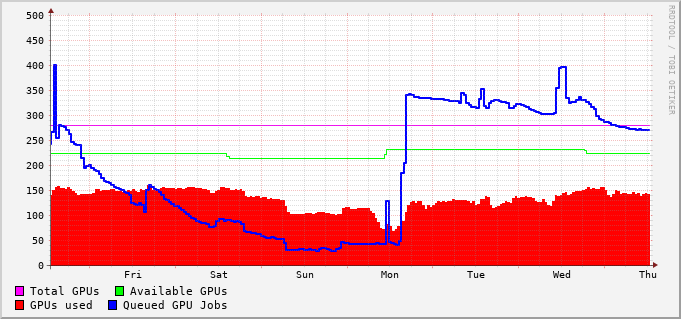 500
450
400
350
300
250
200
150
100
50
0
Fri Sat Sun Mon Tue Wed Thu
Total GPUs Available GPUs
GPUs used Queued GPU Jobs
RRDTOOL / TOBI OETIKER